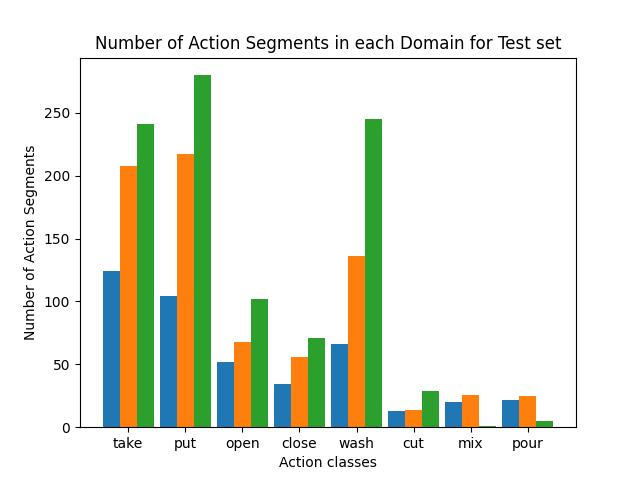 Number of Action Segments in each Domain for Test set
Number of Action Segments
250
200
150
100
50
0
take put open close wash cut mix pour
Action classes